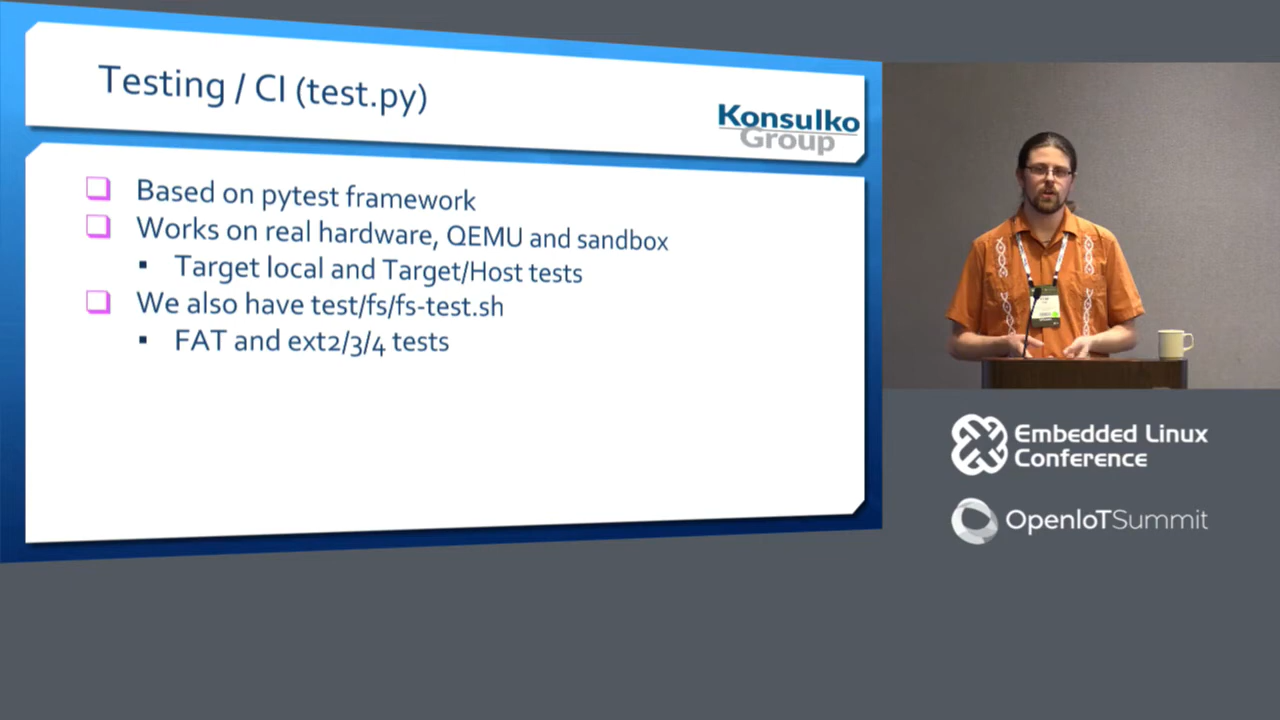 Testing / CI (test.py)
Konsulko
Group
Based on pytest framework
Works on real hardware, QEMU and sandbox
Target local and Target/Host tests
We also have test/fs/fs-test.sh
FAT and ext2/3/4 tests
Embedded Linux
Conference
OpenIoTSummit